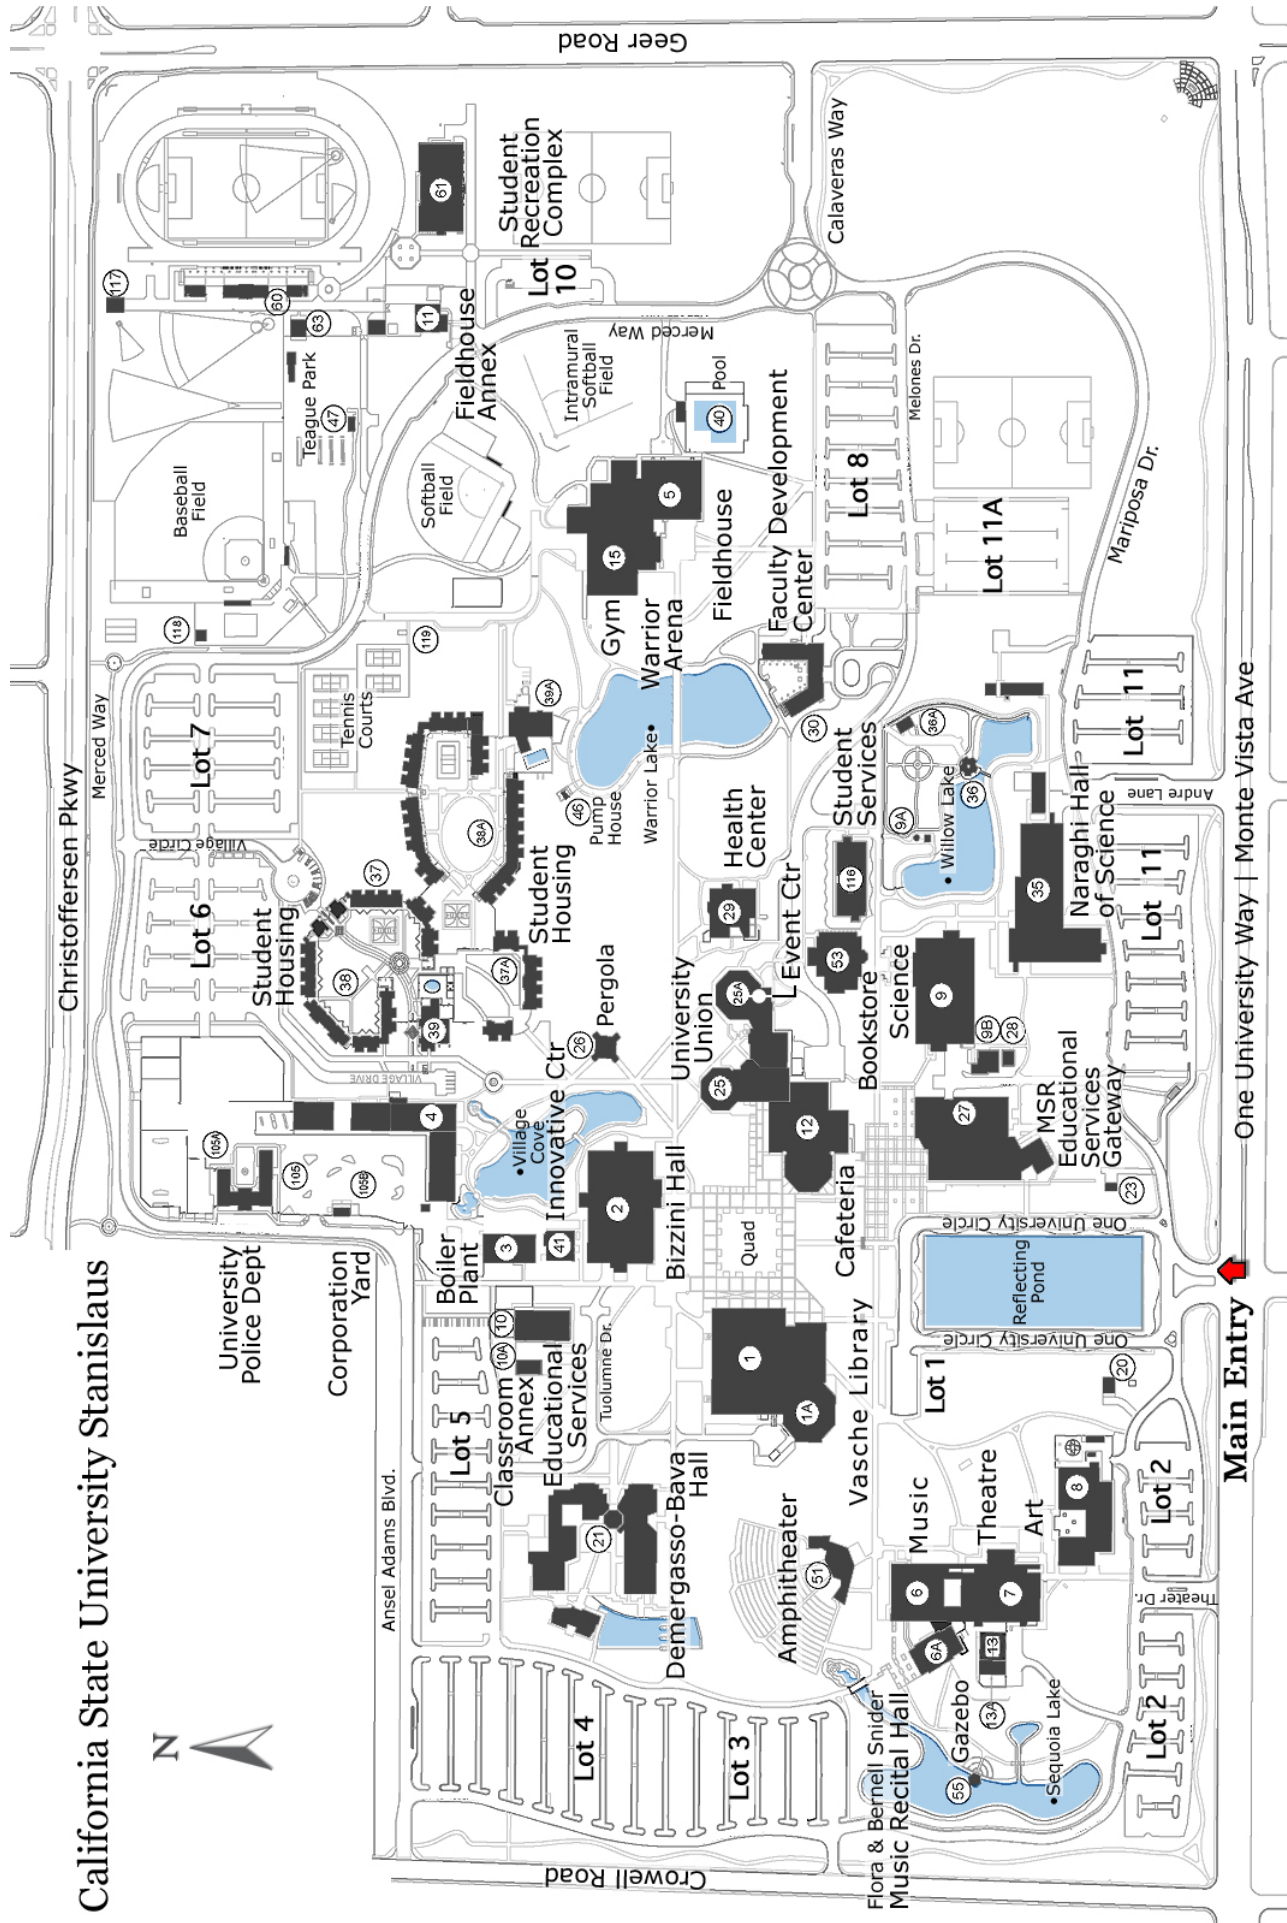 California State University Stanislaus
N
Christoffersen Pkwy
Merced Way
Geer Road
Crowell Road
Ansel Adams Blvd.
One University Way | Monte Vista Ave
Main Entry
University
Police Dept
Corporation
Yard
105A
105
105B
Lot 6
Lot 7
Village Circle
VILLAGE DRIVE
Student
Housing
37
38
39
37A
38A
39A
Student
Housing
Tennis
Courts
119
118
Baseball
Field
Softball
Field
Teague Park
47
63
60
117
11
61
Fieldhouse
Annex
Student
Recreation
Complex
Lot
10
Merced Way
Intramural
Softball
Field
Pool
40
5
15
Gym
Warrior
Arena
Fieldhouse
Faculty Development
Center
30
Calaveras Way
Melones Dr.
Mariposa Dr.
Lot 8
Lot 11A
Lot 11
Lot 11
Andre Lane
Pump
House
46
Warrior Lake
Pergola
26
Health
Center
29
Student
Services
116
Event Ctr
25A
53
University
Union
25
Bookstore
12
Cafeteria
Quad
Village
Cove
Innovative Ctr
4
Boiler
Plant
3
41
2
Bizzini Hall
10
10A
Classroom
Annex
Educational
Services
Tuolumne Dr.
Lot 5
Lot 4
Lot 3
21
Demergasso-Bava
Hall
1
1A
Vasche Library
Amphitheater
51
Science
9
9B
28
9A
Willow Lake
36
36A
35
Naraghi Hall
of Science
27
MSR
Educational
Services
Gateway
23
One University Circle
Reflecting
Pond
One University Circle
20
Lot 1
Music
6
Theatre
7
Art
8
6A
13
13A
Flora & Bernell Snider
Music Recital Hall
Gazebo
55
Sequoia Lake
Theater Dr.
Lot 2
Lot 2